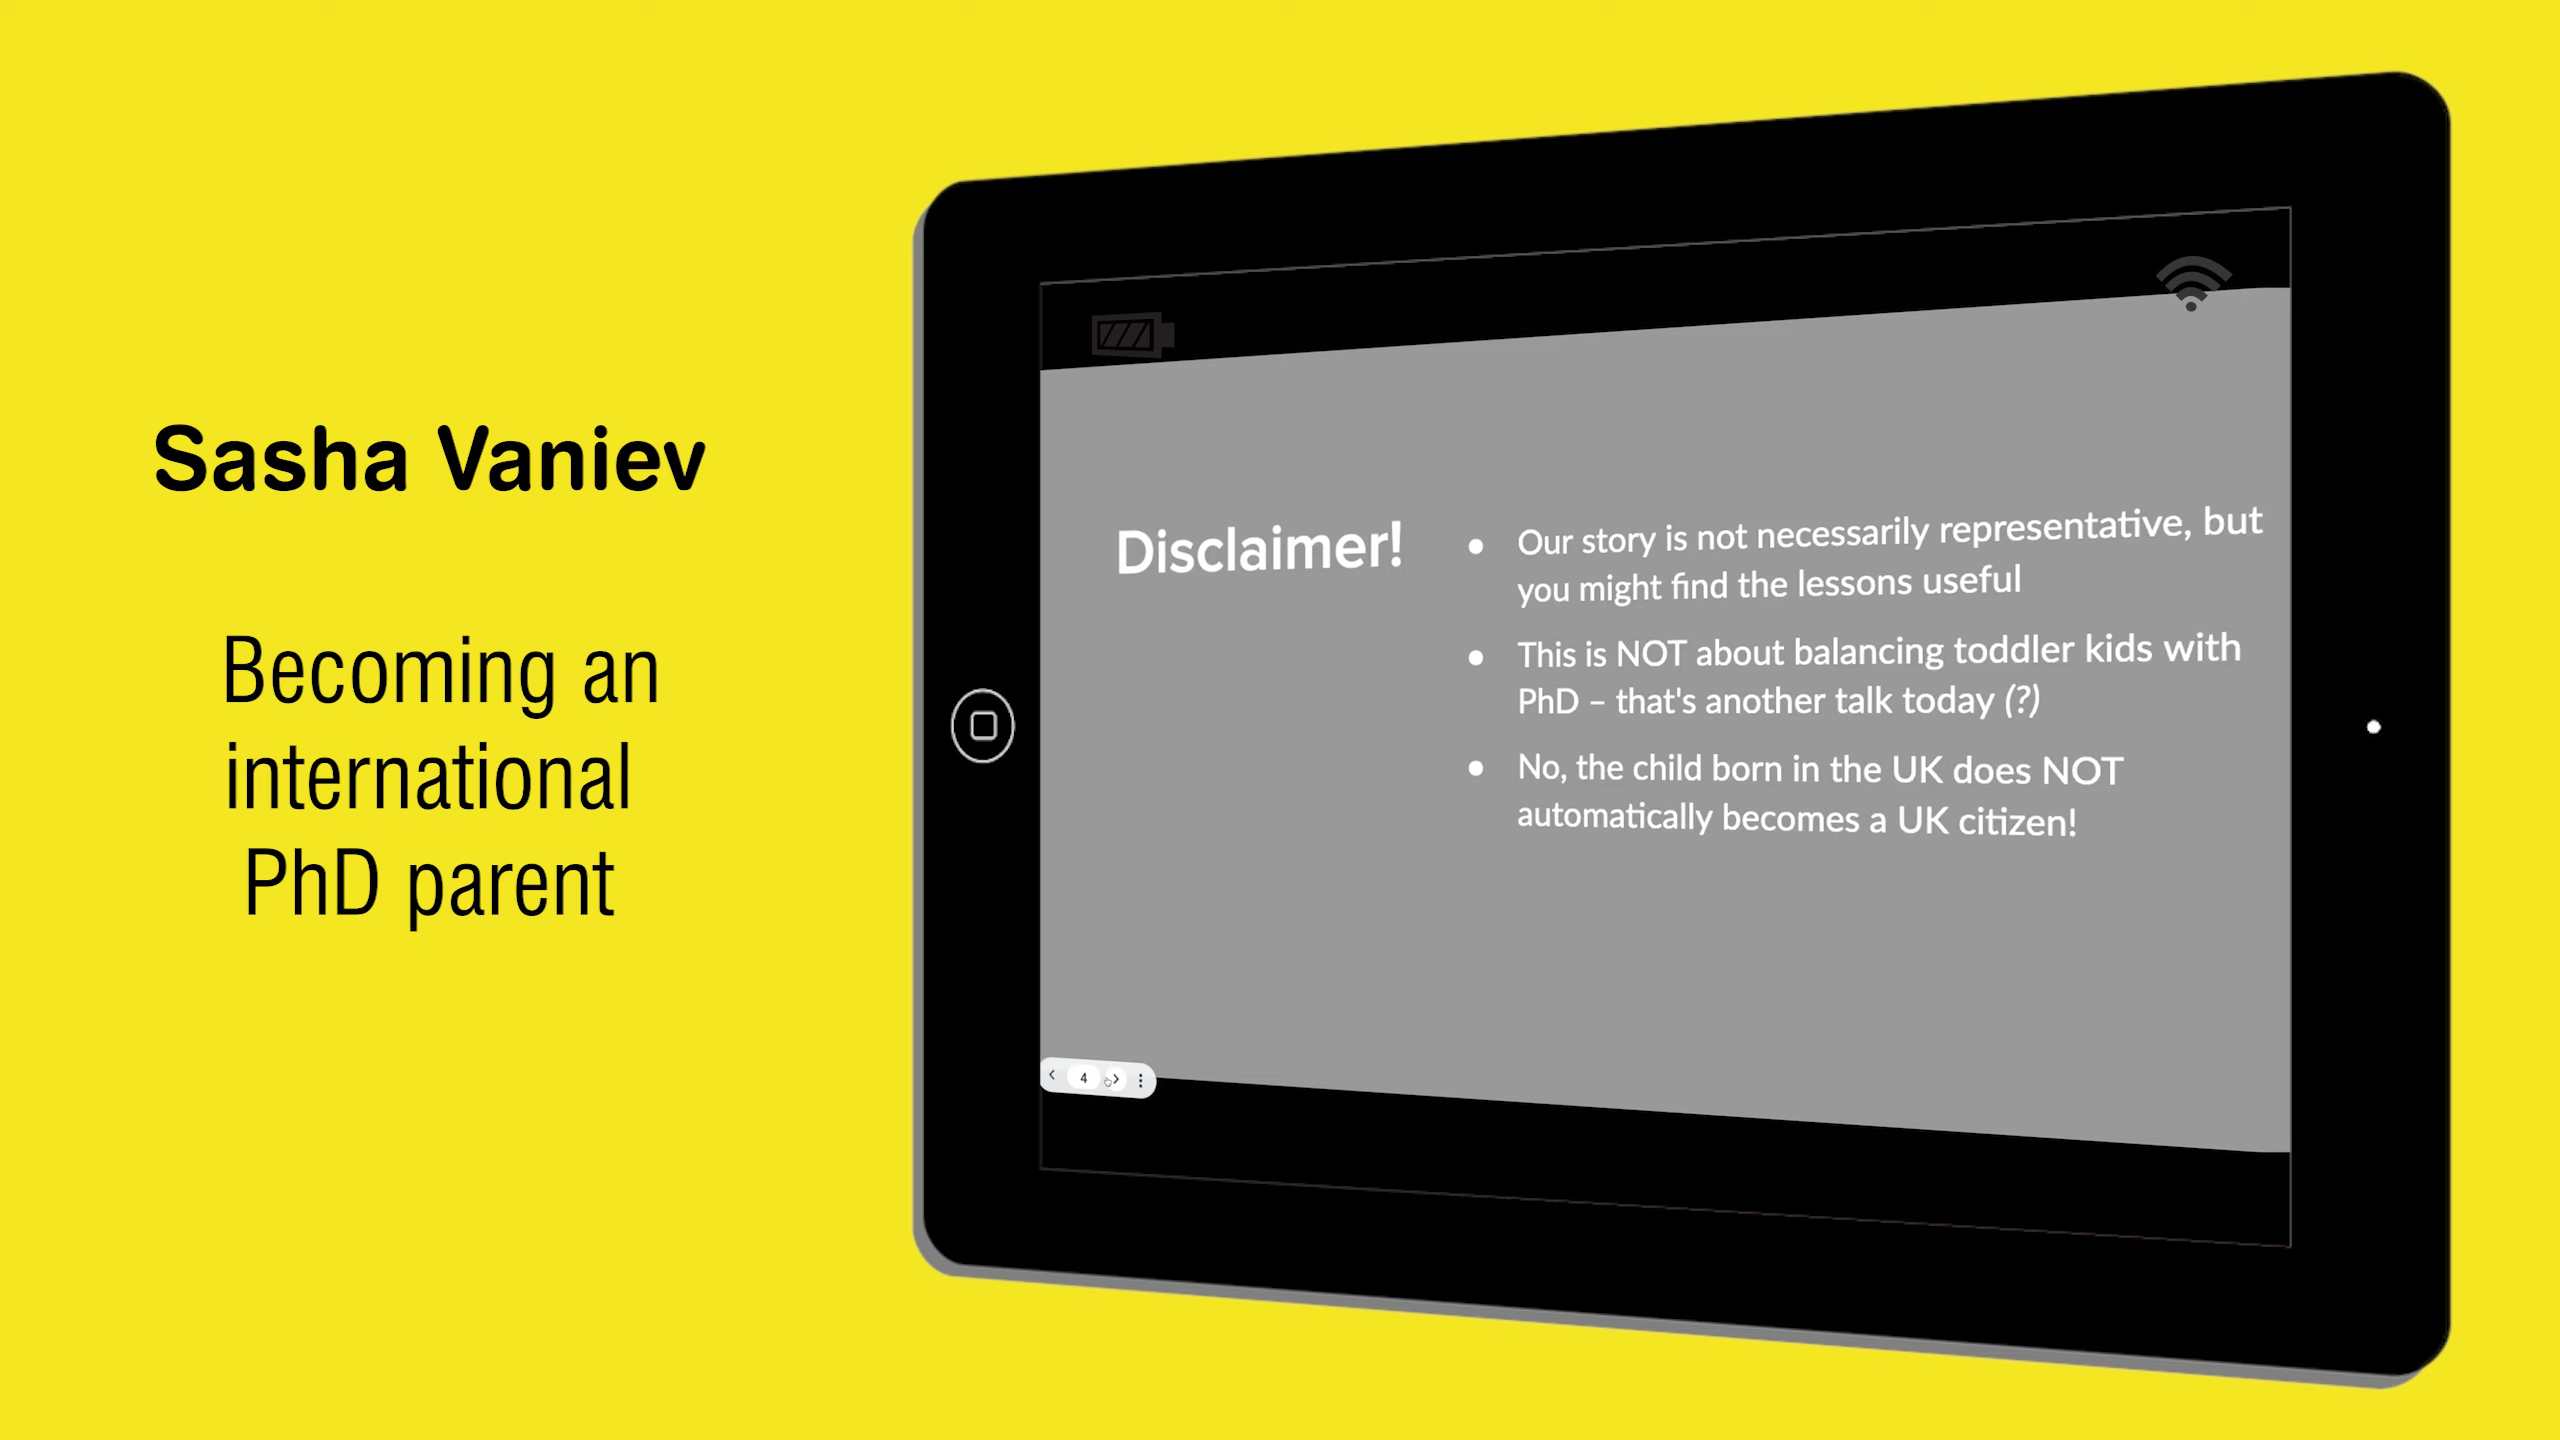 Sasha Vaniev
Becoming an
international
PhD parent
Disclaimer!
• Our story is not necessarily representative, but
you might find the lessons useful
• This is NOT about balancing toddler kids with
PhD – that's another talk today (?)
• No, the child born in the UK does NOT
automatically becomes a UK citizen!
4